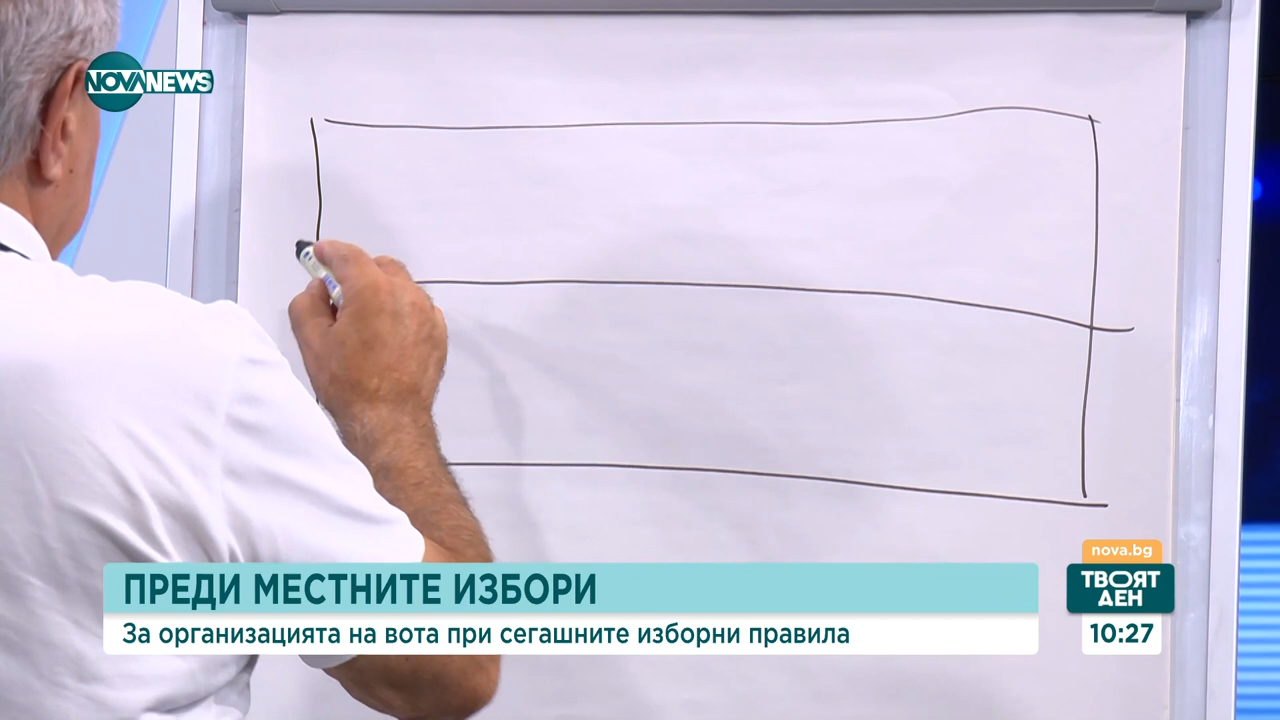 NOVANEWS
ПРЕДИ МЕСТНИТЕ ИЗБОРИ
За организацията на вота при сегашните изборни правила
nova.bg
ТВОЯТ
ДЕН
10:27